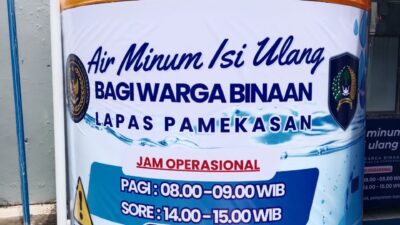 Air Minum Isi Ulang
BAGI WARGA BINAAN
LAPAS PAMEKASAN
JAM OPERASIONAL
PAGI : 08.00 - 09.00 WIB
SORE : 14.00 - 15.00 WIB
minum
ulang